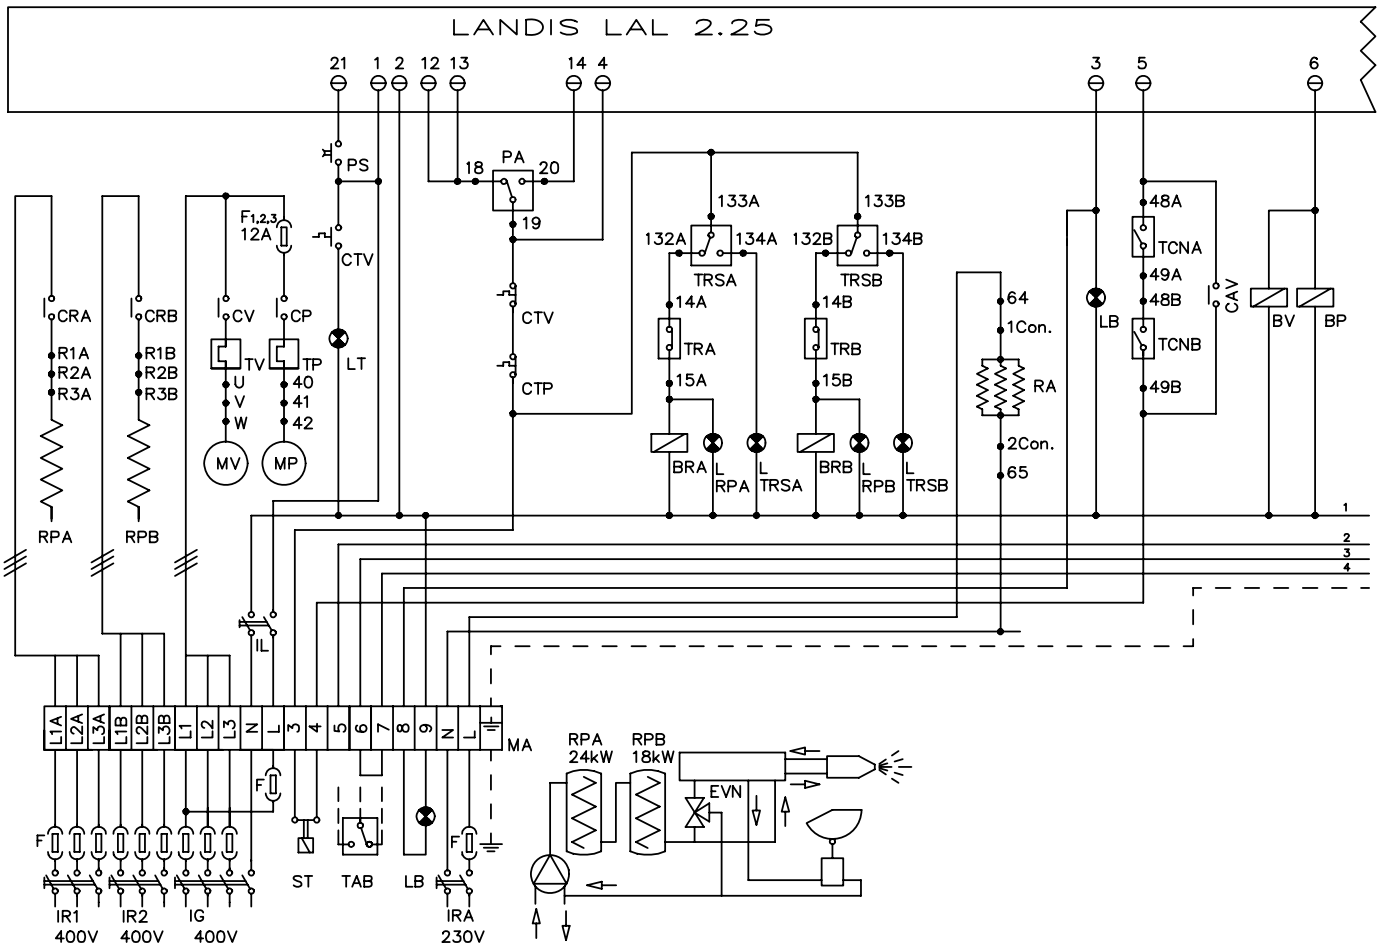 LANDIS LAL 2.25
21 1 2 12 13 14 4 3 5 6
PS
18 PA 20
19
133A 133B
132A 134A 132B 134B
TRSA TRSB
48A
TCNA
49A
48B
TCNB
49B
CAV
F1,2,3
12A
CTV
CTV
CTP
LT
CRA CRB CV CP
R1A R1B
R2A R2B
R3A R3B
TV TP
U 40
V 41
W 42
MV MP
RPA RPB
14A 14B
TRA TRB
15A 15B
BRA
L
RPA
L
TRSA
BRB
L
RPB
L
TRSB
64
1Con.
RA
2Con.
65
LB
BV BP
1
2
3
4
IL
L1A L2A L3A L1B L2B L3B L1 L2 L3 N L 3 4 5 6 7 8 9 N L
MA
F
F
F
ST TAB LB
IR1
400V
IR2
400V
IG
400V
IRA
230V
RPA
24kW
RPB
18kW
EVN